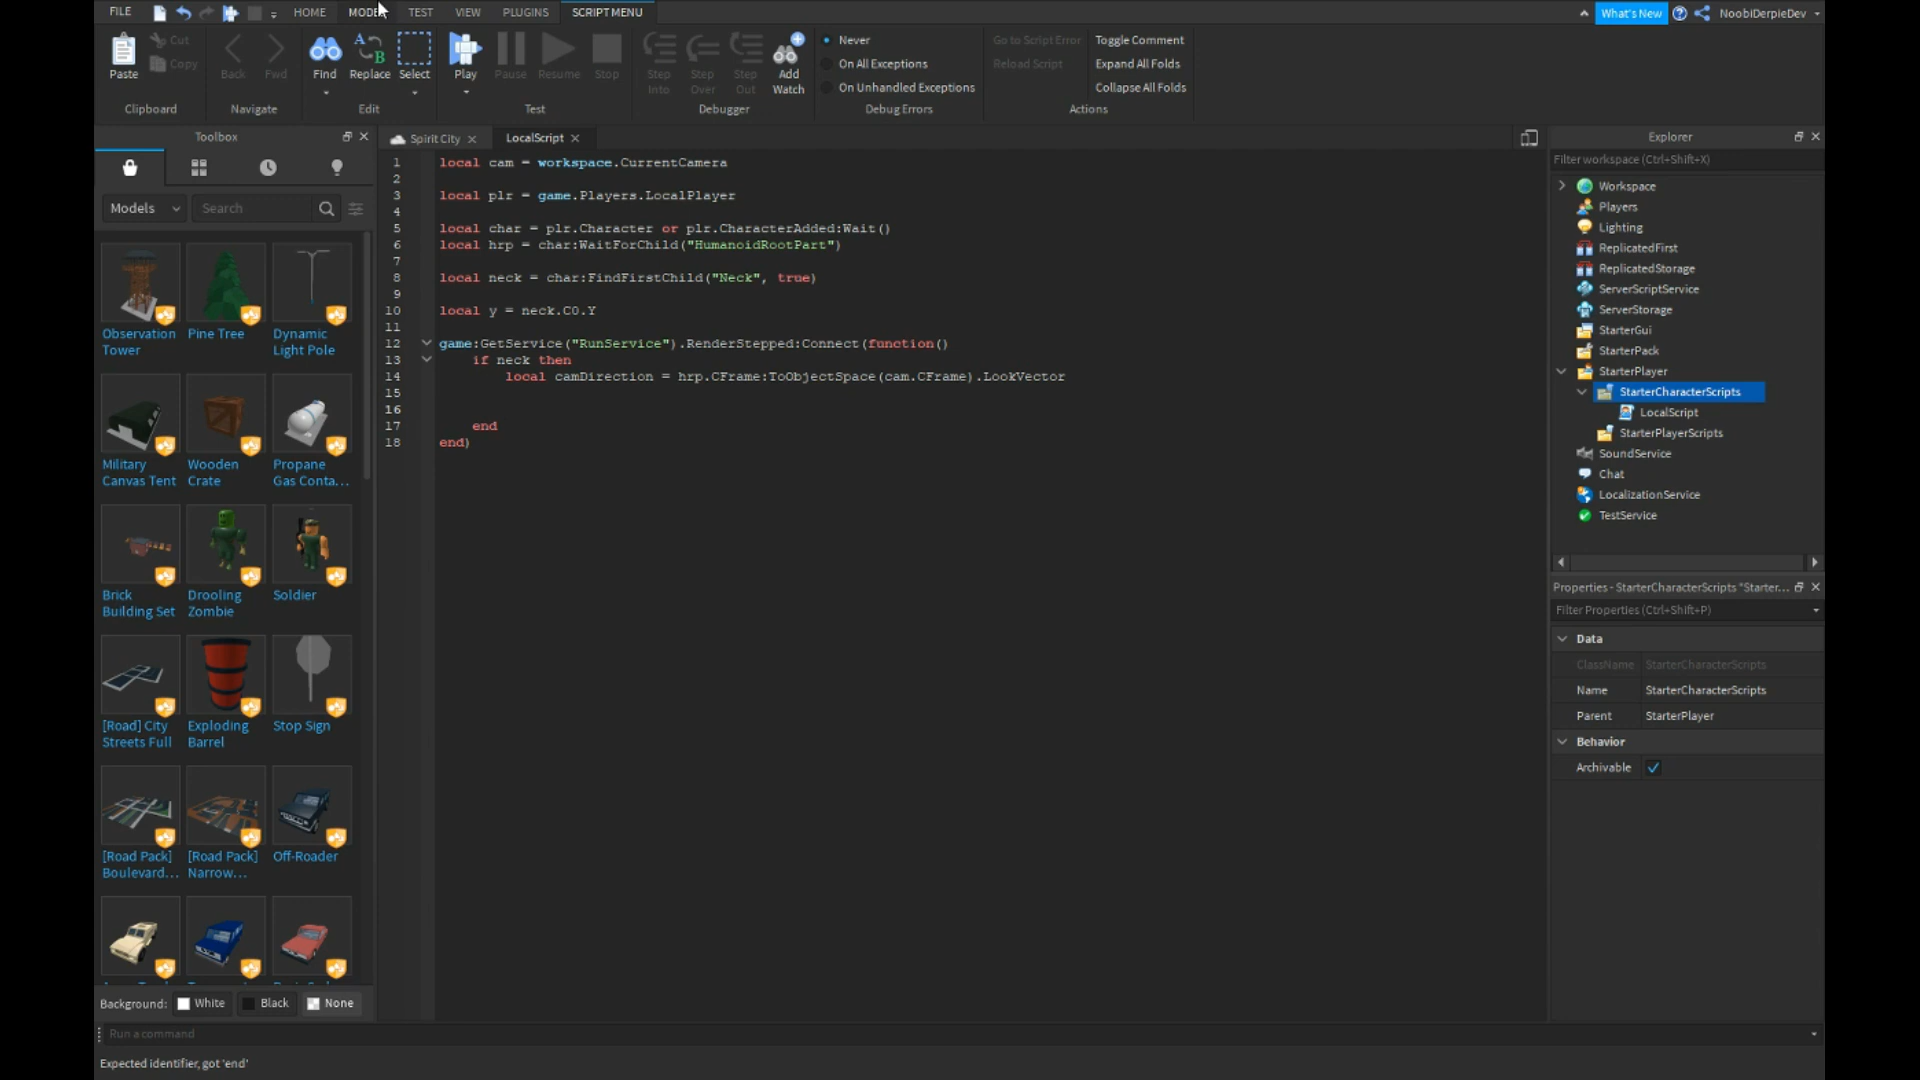 FILE
HOME
MODEL
TEST
VIEW
PLUGINS
SCRIPT MENU
What's New
NoobiDerpieDev
Paste
Cut
Copy
Clipboard
Back
Fwd
Navigate
Find
Replace
Select
Edit
Play
Pause
Resume
Stop
Test
Step Into
Step Over
Step Out
Add Watch
Debugger
Never
On All Exceptions
On Unhandled Exceptions
Debug Errors
Go to Script Error
Reload Script
Toggle Comment
Expand All Folds
Collapse All Folds
Actions
Toolbox
Models
Search
Observation Tower
Pine Tree
Dynamic Light Pole
Military Canvas Tent
Wooden Crate
Propane Gas Conta...
Brick Building Set
Drooling Zombie
Soldier
[Road] City Streets Full
Exploding Barrel
Stop Sign
[Road Pack] Boulevard...
[Road Pack] Narrow...
Off-Roader
Background:
White
Black
None
Spirit City
LocalScript
1 local cam = workspace.CurrentCamera
2
3 local plr = game.Players.LocalPlayer
4
5 local char = plr.Character or plr.CharacterAdded:Wait()
6 local hrp = char:WaitForChild("HumanoidRootPart")
7
8 local neck = char:FindFirstChild("Neck", true)
9
10 local y = neck.C0.Y
11
12 game:GetService("RunService").RenderStepped:Connect(function()
13 if neck then
14 local camDirection = hrp.CFrame:ToObjectSpace(cam.CFrame).LookVector
15
16
17 end
18 end)
Explorer
Filter workspace (Ctrl+Shift+X)
Workspace
Players
Lighting
ReplicatedFirst
ReplicatedStorage
ServerScriptService
ServerStorage
StarterGui
StarterPack
StarterPlayer
StarterCharacterScripts
LocalScript
StarterPlayerScripts
SoundService
Chat
LocalizationService
TestService
Properties - StarterCharacterScripts "Starter...
Filter Properties (Ctrl+Shift+P)
Data
ClassName StarterCharacterScripts
Name StarterCharacterScripts
Parent StarterPlayer
Behavior
Archivable
Run a command
Expected identifier, got 'end'